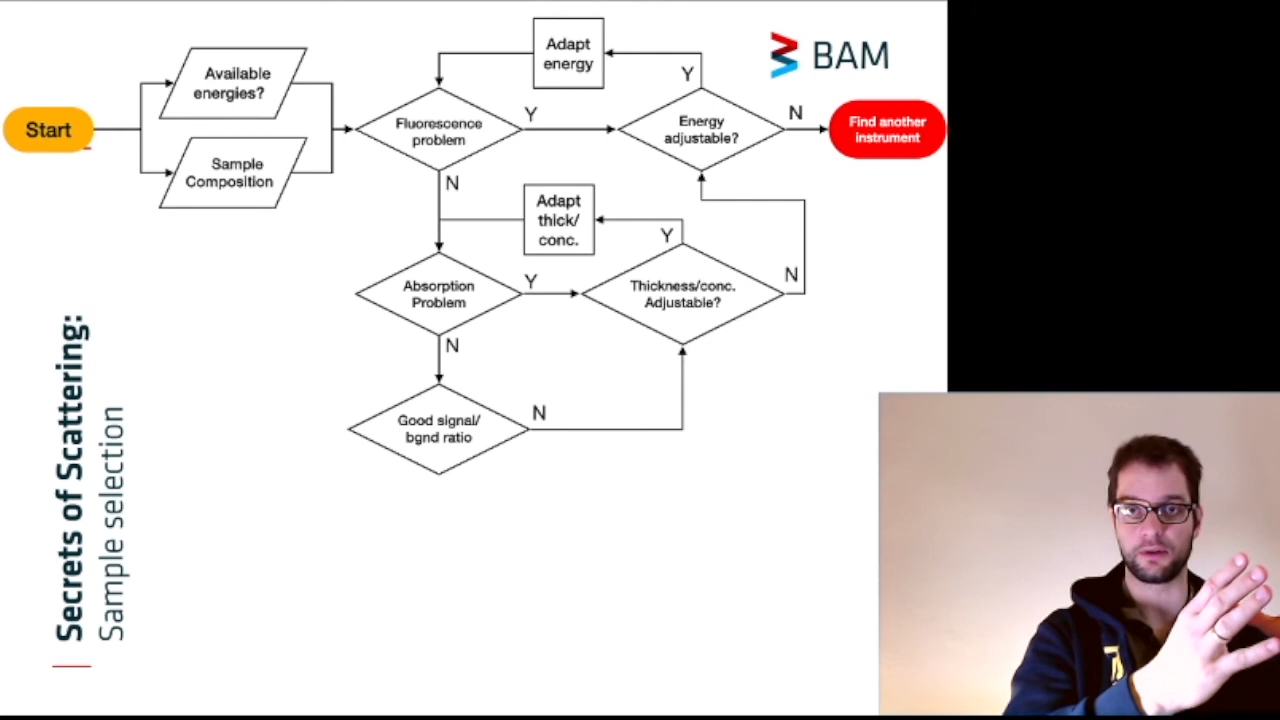 Adapt
energy
BAM
Available
energies?
Y
Start
Fluorescence
problem
Y
Energy
adjustable?
N
Find another
instrument
Sample
Composition
N
Adapt
thick/
conc.
Y
Absorption
Problem
Y
Thickness/conc.
Adjustable?
N
N
Good signal/
bgnd ratio
N
Secrets of Scattering:
Sample selection